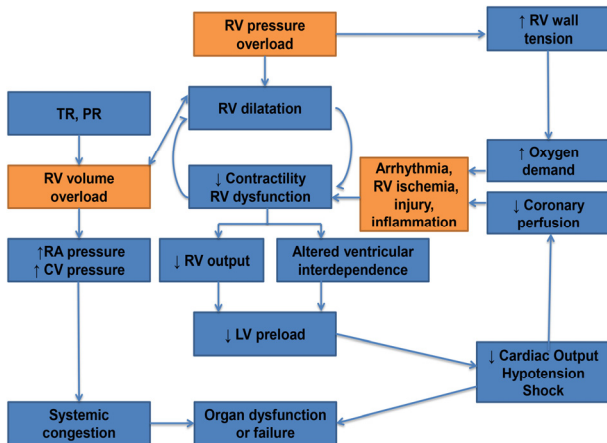 RV pressure
overload
↑ RV wall
tension
TR, PR
RV dilatation
RV volume
overload
↓ Contractility
RV dysfunction
Arrhythmia,
RV ischemia,
injury,
inflammation
↑ Oxygen
demand
↓ Coronary
perfusion
↑RA pressure
↑ CV pressure
↓ RV output
Altered ventricular
interdependence
↓ LV preload
↓ Cardiac Output
Hypotension
Shock
Systemic
congestion
Organ dysfunction
or failure